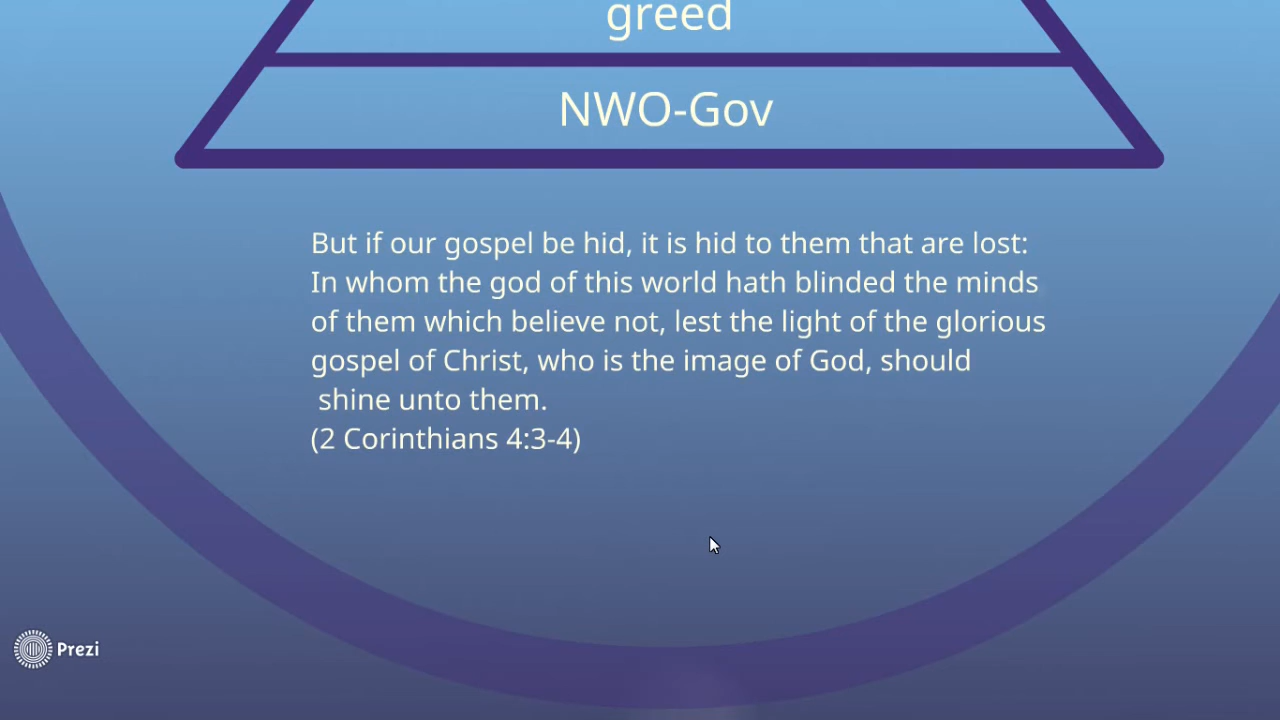 greed
NWO-Gov
But if our gospel be hid, it is hid to them that are lost:
In whom the god of this world hath blinded the minds
of them which believe not, lest the light of the glorious
gospel of Christ, who is the image of God, should
shine unto them.
(2 Corinthians 4:3-4)
Prezi